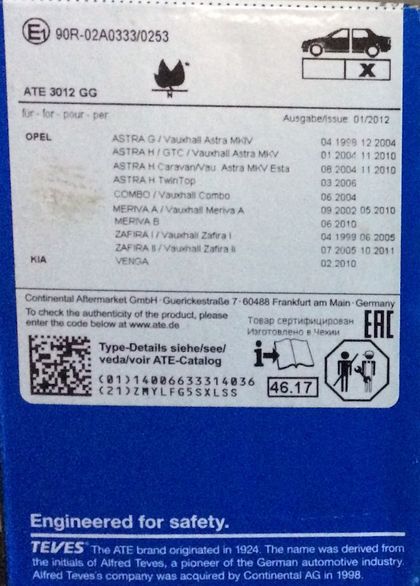 E1 90R-02A0333/0253
X
N
ATE 3012 GG
für - for - pour - per
Ausgabe/issue 01/2012
OPEL ASTRA G / Vauxhall Astra MKIV 04 1998 12 2004
ASTRA H / GTC / Vauxhall Astra MKV 01 2004 11 2010
ASTRA H Caravan/Vau. Astra MKV Esta 08 2004 11 2010
ASTRA H TwinTop 03 2006
COMBO / Vauxhall Combo 06 2004
MERIVA A / Vauxhall Meriva A 09 2002 05 2010
MERIVA B 06 2010
ZAFIRA I / Vauxhall Zafira I 04 1999 06 2005
ZAFIRA II / Vauxhall Zafira II 07 2005 10 2011
KIA VENGA 02 2010
Continental Aftermarket GmbH · Guerickestraße 7 · 60488 Frankfurt am Main · Germany
To check the authenticity of the product, please
enter the code below at www.ate.de
Товар сертифицирован
Изготовлено в Чехии
EAC
Type-Details siehe/see/
veda/voir ATE-Catalog
(01)14006633314036
(21)ZMYLFG5SXLSS
i
46.17
Engineered for safety.
TEVES® The ATE brand originated in 1924. The name was derived from
the initials of Alfred Teves, a pioneer of the German automotive industry.
Alfred Teves's company was acquired by Continental AG in 1998.